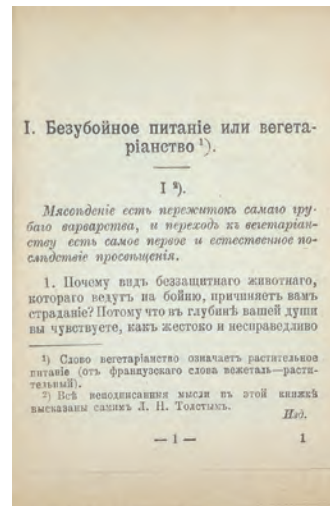 I. Безубойное питаніе или вегета-
ріанство ¹).
I ²).
Мясоѣденіе есть пережитокъ самаго гру-
баго варварства, и переходъ къ вегетаріан-
ству есть самое первое и естественное по-
слѣдствіе просвѣщенія.
1. Почему видъ беззащитнаго животнаго,
котораго ведутъ на бойню, причиняетъ вамъ
страданіе? Потому что въ глубинѣ вашей души
вы чувствуете, какъ жестоко и несправедливо
¹) Слово вегетаріанство означаетъ растительное
питаніе (отъ французскаго слова вежеталь—расти-
тельный).
²) Всѣ неподписанныя мысли въ этой книжкѣ
высказаны самимъ Л. Н. Толстымъ.
Изд.
— 1 —
1